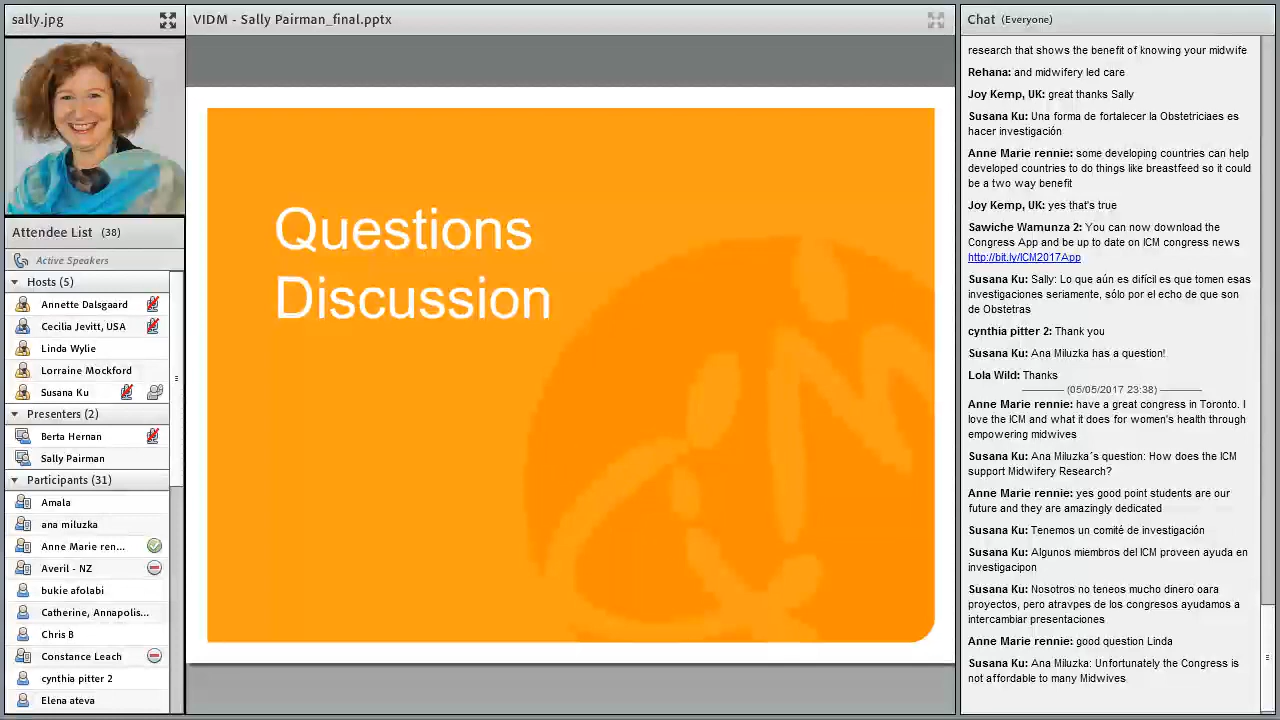 sally.jpg
Attendee List (38)
Active Speakers
Hosts (5)
Annette Dalsgaard
Cecilia Jevitt, USA
Linda Wylie
Lorraine Mockford
Susana Ku
Presenters (2)
Berta Hernan
Sally Pairman
Participants (31)
Amala
ana miluzka
Anne Marie ren...
Averil - NZ
bukie afolabi
Catherine, Annapolis...
Chris B
Constance Leach
cynthia pitter 2
Elena ateva
VIDM - Sally Pairman_final.pptx
Questions
Discussion
Chat (Everyone)
research that shows the benefit of knowing your midwife
Rehana: and midwifery led care
Joy Kemp, UK: great thanks Sally
Susana Ku: Una forma de fortalecer la Obstetriciaes es
hacer investigación
Anne Marie rennie: some developing countries can help
developed countries to do things like breastfeed so it could
be a two way benefit
Joy Kemp, UK: yes that's true
Sawiche Wamunza 2: You can now download the
Congress App and be up to date on ICM congress news
http://bit.ly/ICM2017App
Susana Ku: Sally: Lo que aún es difícil es que tomen esas
investigaciones seriamente, sólo por el echo de que son
de Obstetras
cynthia pitter 2: Thank you
Susana Ku: Ana Miluzka has a question!
Lola Wild: Thanks
(05/05/2017 23:38)
Anne Marie rennie: have a great congress in Toronto. I
love the ICM and what it does for women's health through
empowering midwives
Susana Ku: Ana Miluzka´s question: How does the ICM
support Midwifery Research?
Anne Marie rennie: yes good point students are our
future and they are amazingly dedicated
Susana Ku: Tenemos un comité de investigación
Susana Ku: Algunos miembros del ICM proveen ayuda en
investigacipon
Susana Ku: Nosotros no teneos mucho dinero oara
proyectos, pero atravpes de los congresos ayudamos a
intercambiar presentaciones
Anne Marie rennie: good question Linda
Susana Ku: Ana Miluzka: Unfortunately the Congress is
not affordable to many Midwives